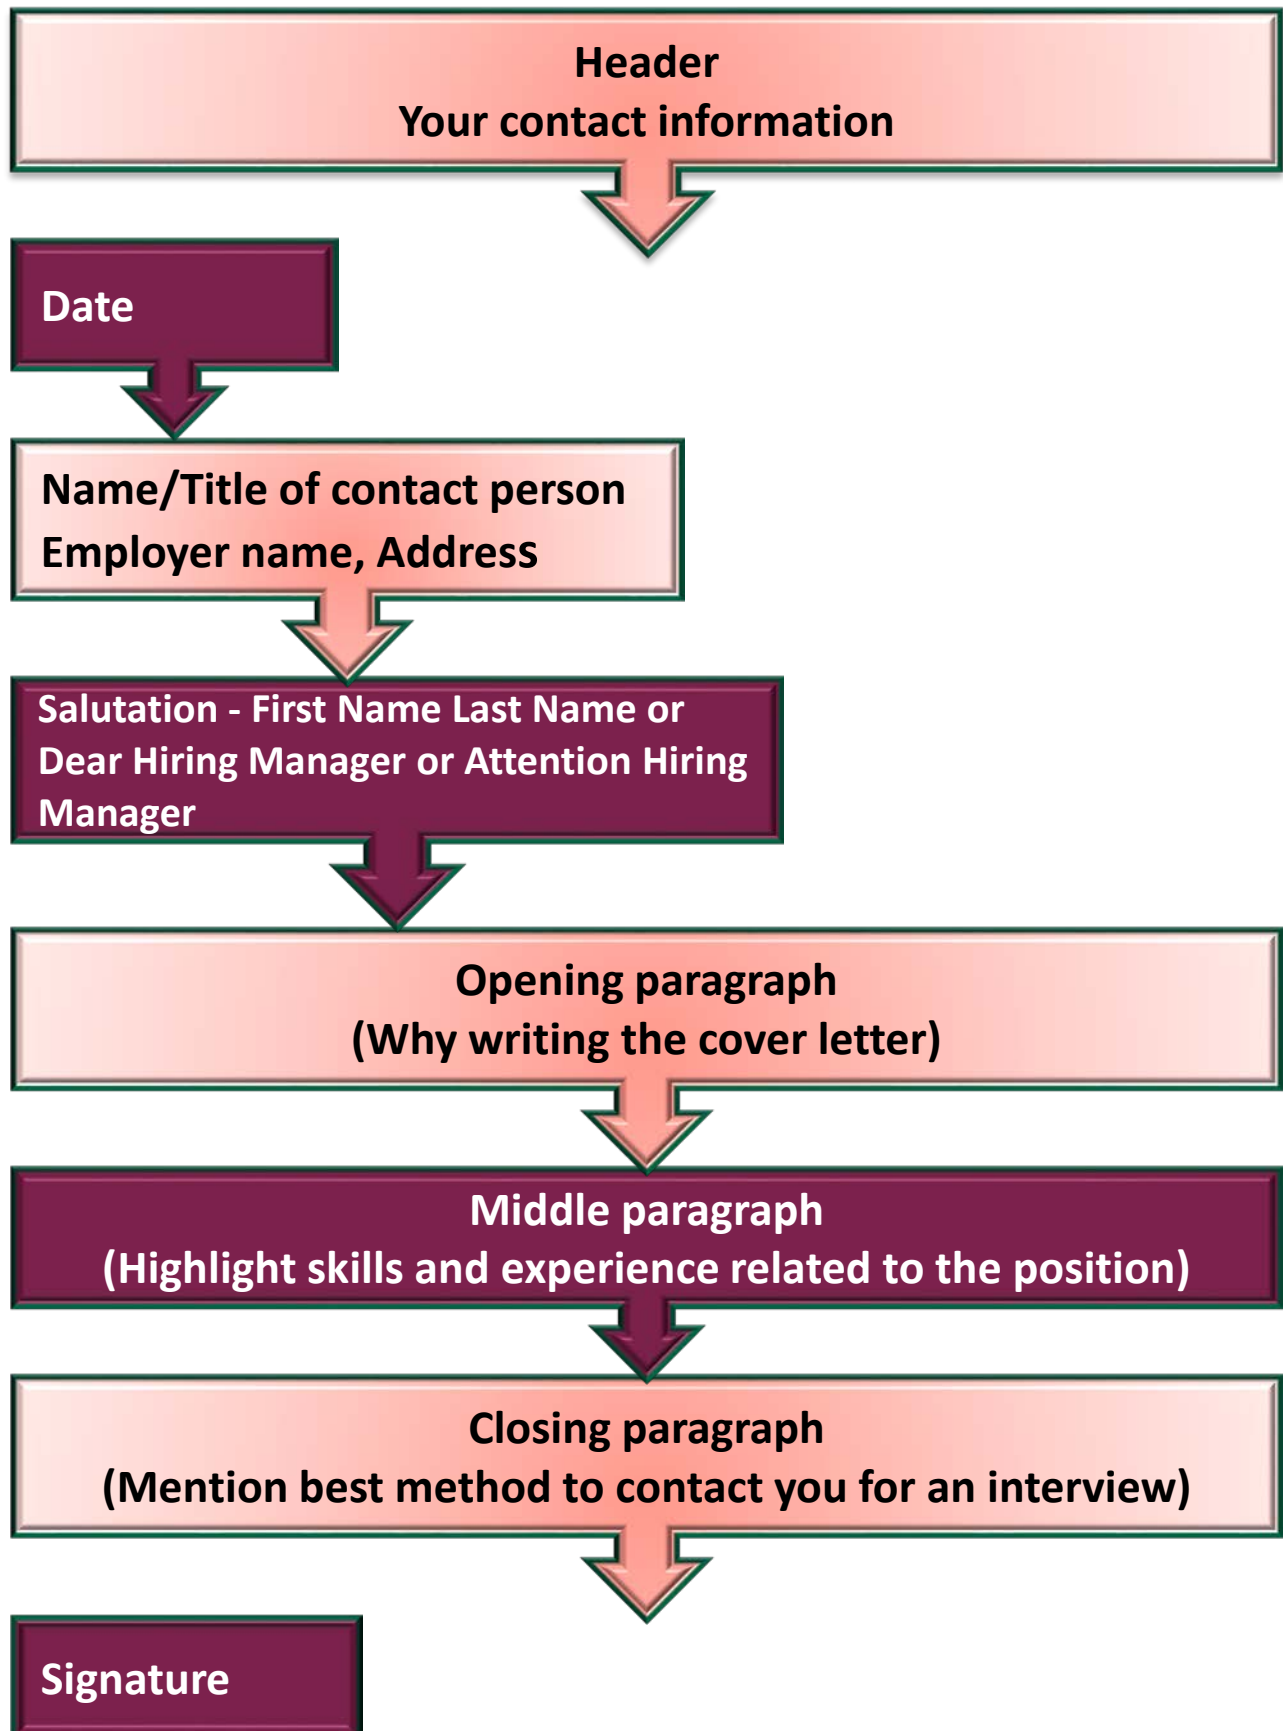 Header
Your contact information
Date
Name/Title of contact person
Employer name, Address
Salutation - First Name Last Name or
Dear Hiring Manager or Attention Hiring
Manager
Opening paragraph
(Why writing the cover letter)
Middle paragraph
(Highlight skills and experience related to the position)
Closing paragraph
(Mention best method to contact you for an interview)
Signature